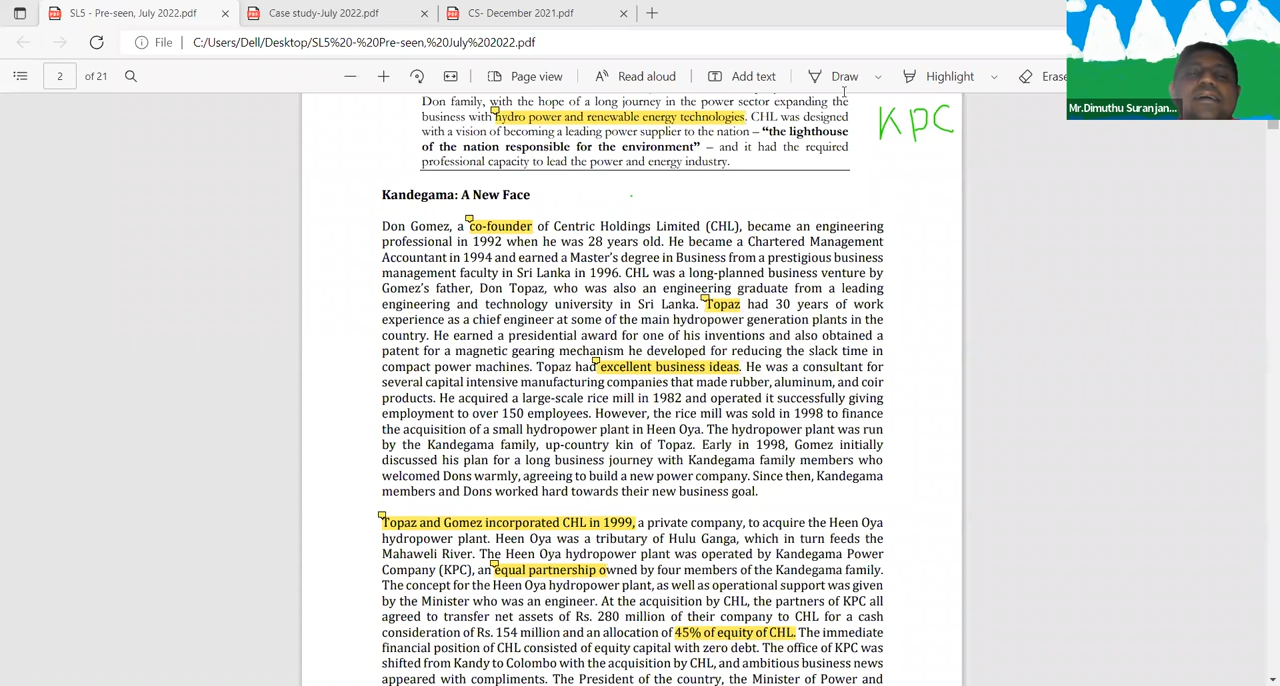 SL5 - Pre-seen, July 2022.pdf
Case study-July 2022.pdf
CS- December 2021.pdf
File
C:/Users/Dell/Desktop/SL5%20-%20Pre-seen,%20July%202022.pdf
2 of 21
Page view
Read aloud
Add text
Draw
Highlight
Erase
Mr.Dimuthu Suranjan...
KPC
Don family, with the hope of a long journey in the power sector expanding the
business with hydro power and renewable energy technologies. CHL was designed
with a vision of becoming a leading power supplier to the nation – “the lighthouse
of the nation responsible for the environment” – and it had the required
professional capacity to lead the power and energy industry.
Kandegama: A New Face
Don Gomez, a co-founder of Centric Holdings Limited (CHL), became an engineering
professional in 1992 when he was 28 years old. He became a Chartered Management
Accountant in 1994 and earned a Master’s degree in Business from a prestigious business
management faculty in Sri Lanka in 1996. CHL was a long-planned business venture by
Gomez’s father, Don Topaz, who was also an engineering graduate from a leading
engineering and technology university in Sri Lanka. Topaz had 30 years of work
experience as a chief engineer at some of the main hydropower generation plants in the
country. He earned a presidential award for one of his inventions and also obtained a
patent for a magnetic gearing mechanism he developed for reducing the slack time in
compact power machines. Topaz had excellent business ideas. He was a consultant for
several capital intensive manufacturing companies that made rubber, aluminum, and coir
products. He acquired a large-scale rice mill in 1982 and operated it successfully giving
employment to over 150 employees. However, the rice mill was sold in 1998 to finance
the acquisition of a small hydropower plant in Heen Oya. The hydropower plant was run
by the Kandegama family, up-country kin of Topaz. Early in 1998, Gomez initially
discussed his plan for a long business journey with Kandegama family members who
welcomed Dons warmly, agreeing to build a new power company. Since then, Kandegama
members and Dons worked hard towards their new business goal.
Topaz and Gomez incorporated CHL in 1999, a private company, to acquire the Heen Oya
hydropower plant. Heen Oya was a tributary of Hulu Ganga, which in turn feeds the
Mahaweli River. The Heen Oya hydropower plant was operated by Kandegama Power
Company (KPC), an equal partnership owned by four members of the Kandegama family.
The concept for the Heen Oya hydropower plant, as well as operational support was given
by the Minister who was an engineer. At the acquisition by CHL, the partners of KPC all
agreed to transfer net assets of Rs. 280 million of their company to CHL for a cash
consideration of Rs. 154 million and an allocation of 45% of equity of CHL. The immediate
financial position of CHL consisted of equity capital with zero debt. The office of KPC was
shifted from Kandy to Colombo with the acquisition by CHL, and ambitious business news
appeared with compliments. The President of the country, the Minister of Power and